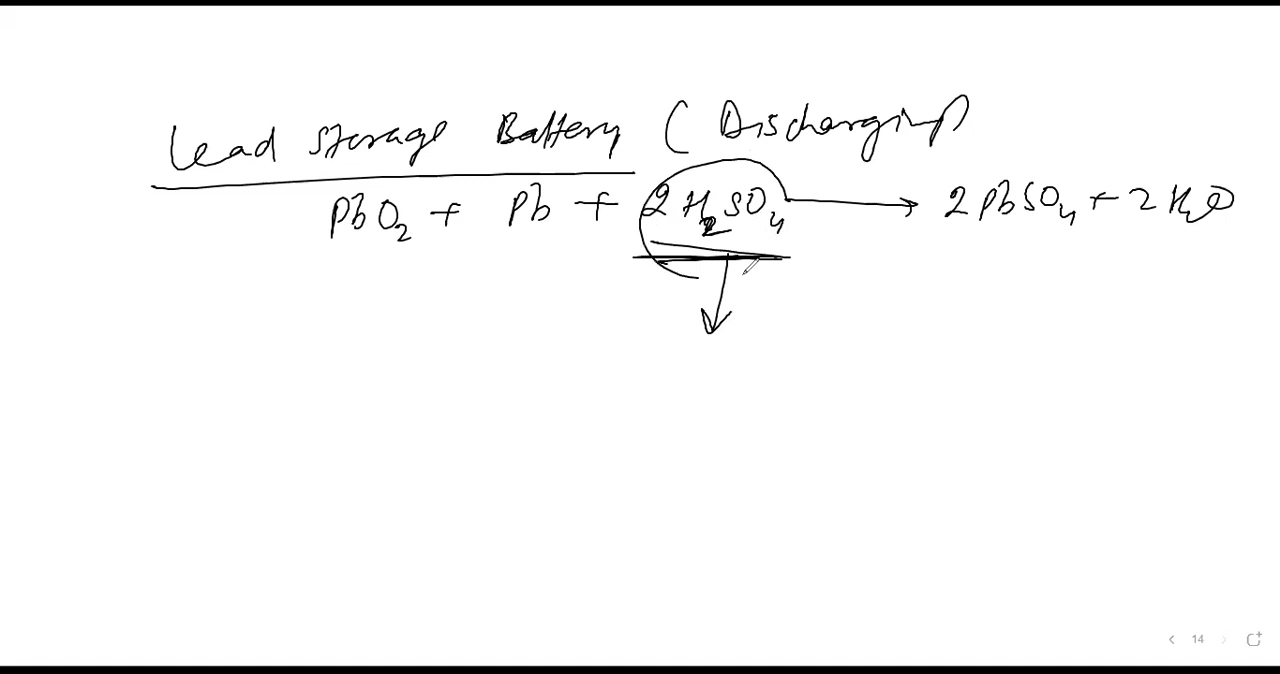 Lead Storage Battery (Discharging)
PbO2 + Pb + 2H2SO4 → 2PbSO4 + 2H2O
14